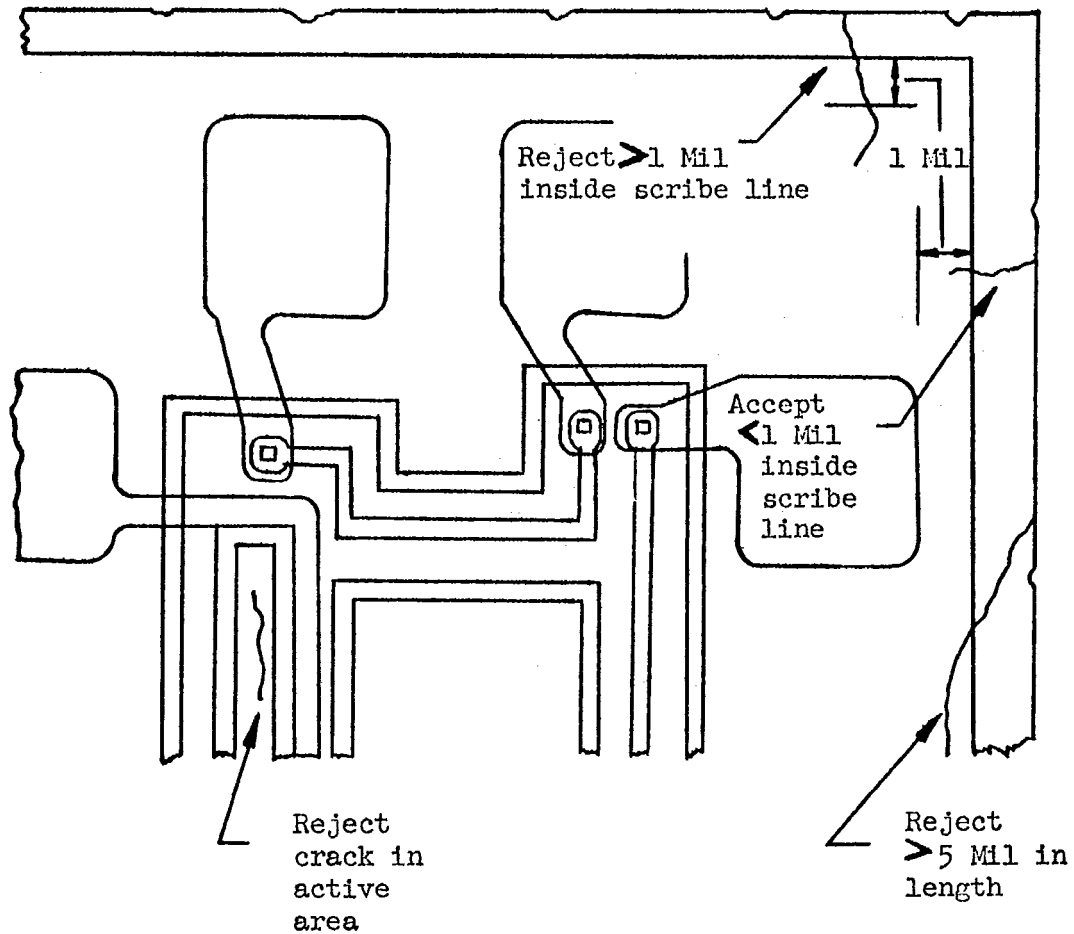 Reject >1 Mil
inside scribe line
1 Mil
Accept
<1 Mil
inside
scribe
line
Reject
crack in
active
area
Reject
>5 Mil in
length